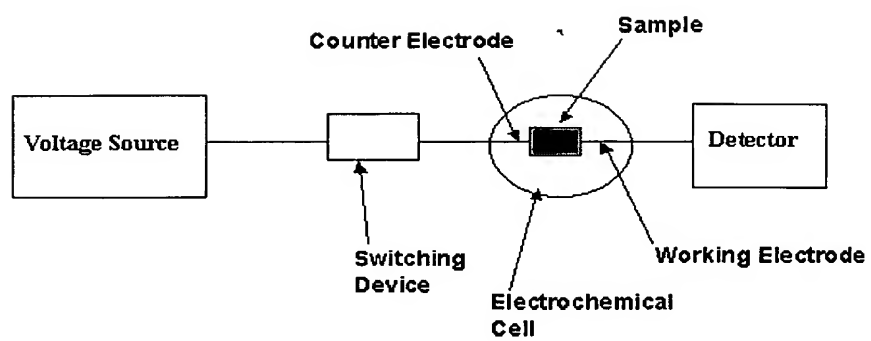 Counter Electrode
Sample
Voltage Source
Detector
Switching
Device
Working Electrode
Electrochemical
Cell